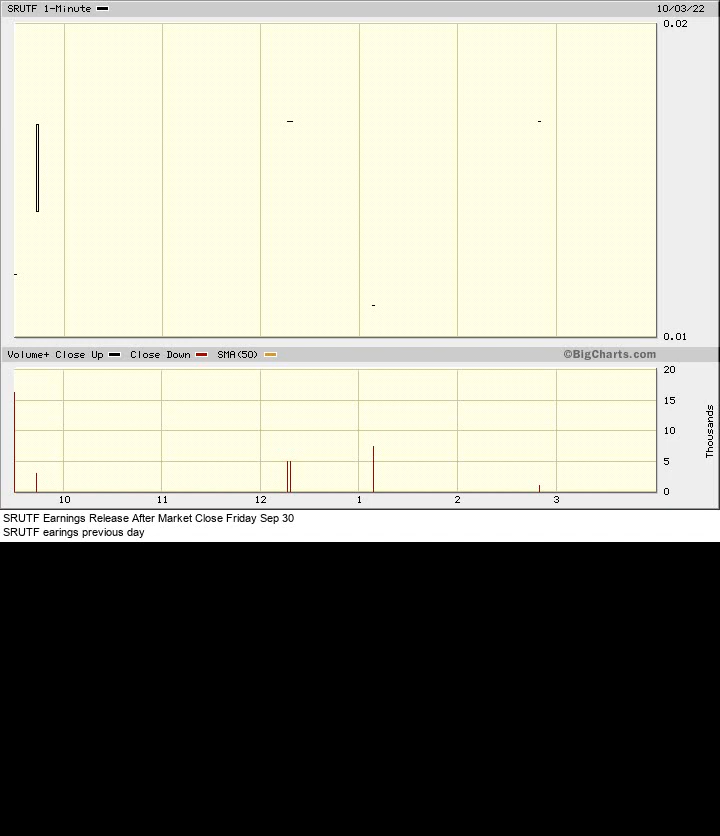 SRUTF 1-Minute 10/03/22
0.02
0.01
Volume+ Close Up Close Down SMA(50) ©BigCharts.com
20
15
10
5
0
Thousands
10 11 12 1 2 3
SRUTF Earnings Release After Market Close Friday Sep 30
SRUTF earings previous day